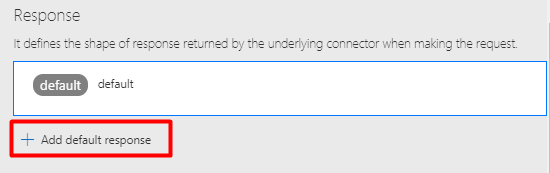 Response
It defines the shape of response returned by the underlying connector when making the request.
default default
+ Add default response